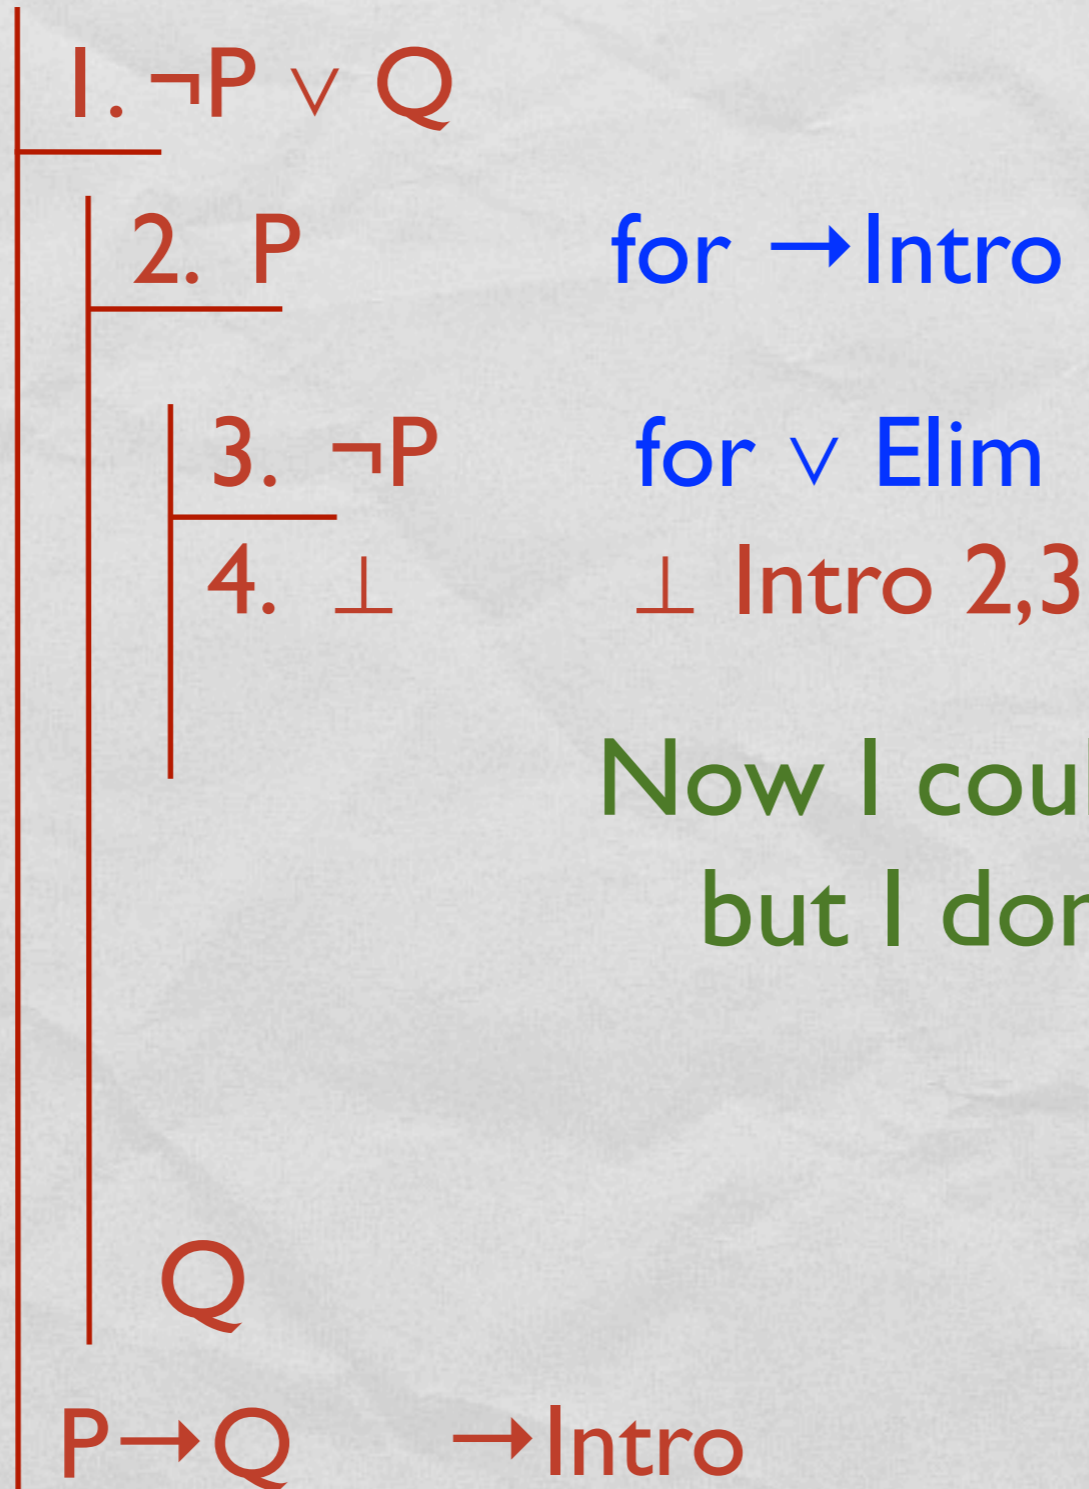 1. ¬P ∨ Q
2. P for →Intro
3. ¬P for ∨ Elim
4. ⊥ ⊥ Intro 2,3
Now I
but I
Q
P→Q →Intro